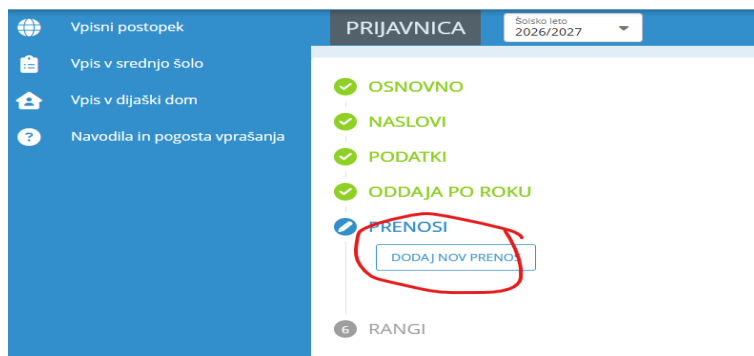 Vpisni postopek
Vpis v srednjo šolo
Vpis v dijaški dom
? Navodila in pogosta vprašanja
PRIJAVNICA
Šolsko leto
2026/2027
OSNOVNO
NASLOVI
PODATKI
ODDAJA PO ROKU
PRENOSI
DODAJ NOV PRENOS
6 RANGI